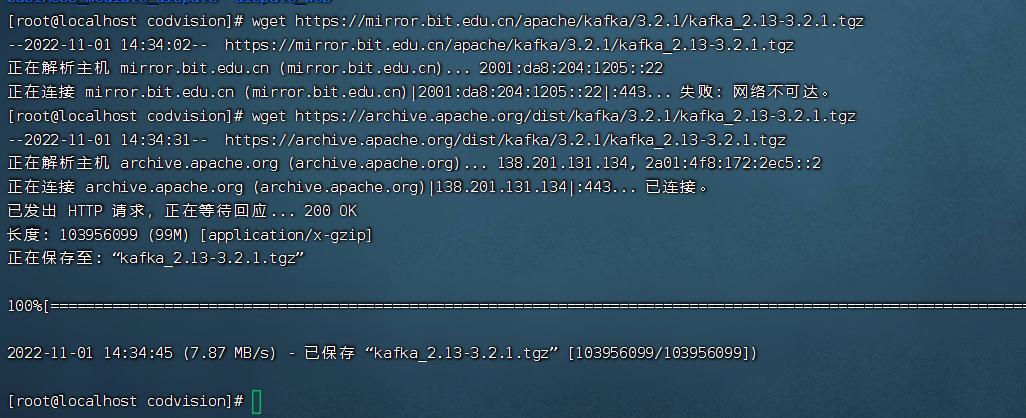 [root@localhost codvision]# wget https://mirror.bit.edu.cn/apache/kafka/3.2.1/kafka_2.13-3.2.1.tgz
--2022-11-01 14:34:02--  https://mirror.bit.edu.cn/apache/kafka/3.2.1/kafka_2.13-3.2.1.tgz
正在解析主机 mirror.bit.edu.cn (mirror.bit.edu.cn)... 2001:da8:204:1205::22
正在连接 mirror.bit.edu.cn (mirror.bit.edu.cn)|2001:da8:204:1205::22|:443... 失败: 网络不可达。
[root@localhost codvision]# wget https://archive.apache.org/dist/kafka/3.2.1/kafka_2.13-3.2.1.tgz
--2022-11-01 14:34:31--  https://archive.apache.org/dist/kafka/3.2.1/kafka_2.13-3.2.1.tgz
正在解析主机 archive.apache.org (archive.apache.org)... 138.201.131.134, 2a01:4f8:172:2ec5::2
正在连接 archive.apache.org (archive.apache.org)|138.201.131.134|:443... 已连接。
已发出 HTTP 请求，正在等待回应... 200 OK
长度: 103956099 (99M) [application/x-gzip]
正在保存至: “kafka_2.13-3.2.1.tgz”
100%[==========================================================================================================
2022-11-01 14:34:45 (7.87 MB/s) - 已保存 “kafka_2.13-3.2.1.tgz” [103956099/103956099])
[root@localhost codvision]#